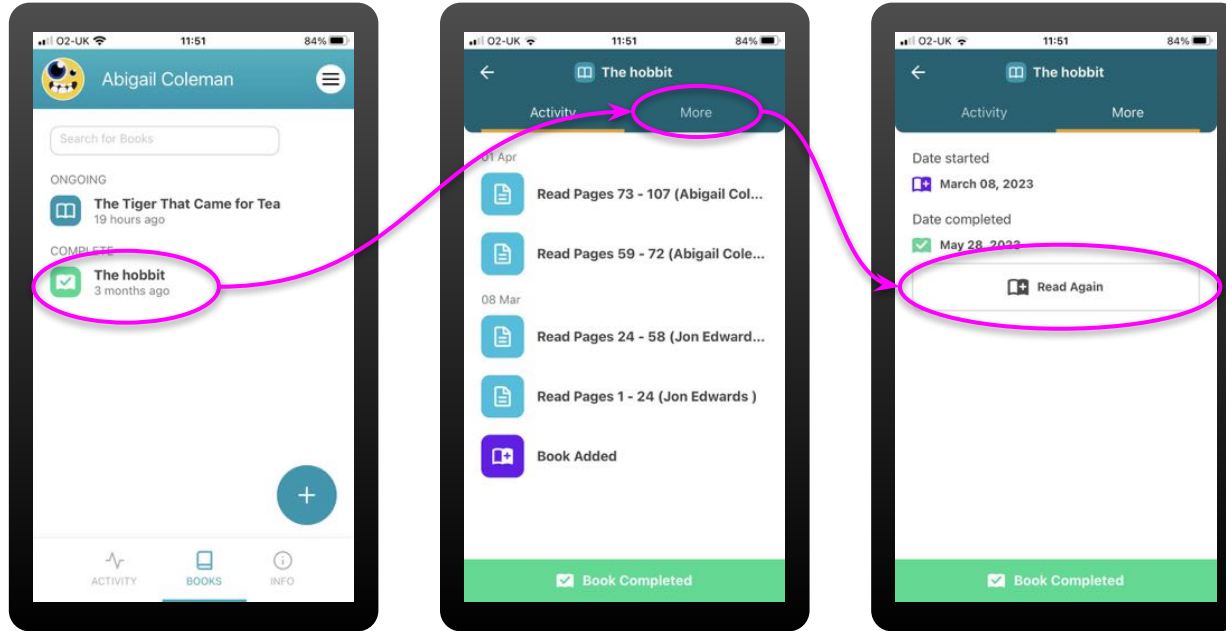 O2-UK 11:51 84%
Abigail Coleman
Search for Books
ONGOING
The Tiger That Came for Tea
19 hours ago
COMPLETE
The hobbit
3 months ago
+
ACTIVITY BOOKS INFO
O2-UK 11:51 84%
The hobbit
Activity More
01 Apr
Read Pages 73 - 107 (Abigail Col...
Read Pages 59 - 72 (Abigail Cole...
08 Mar
Read Pages 24 - 58 (Jon Edward...
Read Pages 1 - 24 (Jon Edwards )
Book Added
Book Completed
O2-UK 11:51 84%
The hobbit
Activity More
Date started
March 08, 2023
Date completed
May 28, 2023
Read Again
Book Completed